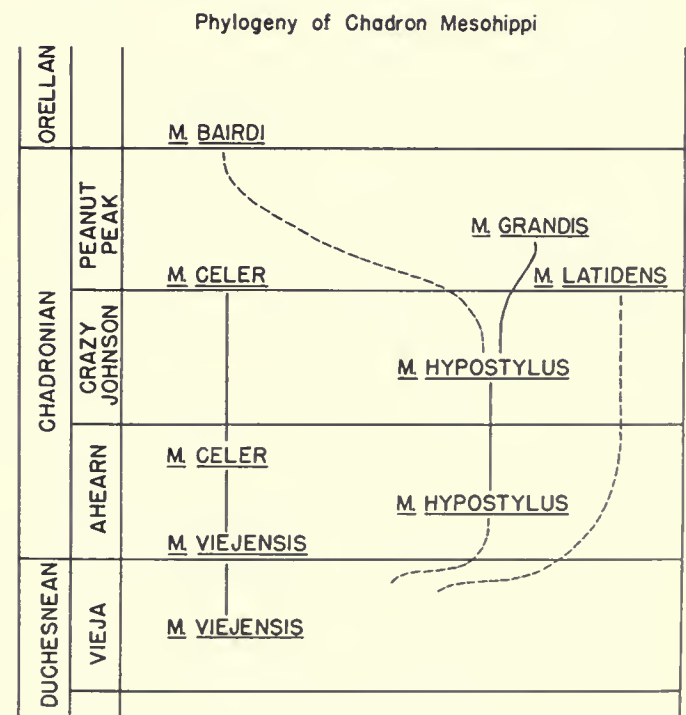 Phylogeny of Chadron Mesohippi
ORELLAN
M. BAIRDI
CHADRONIAN
PEANUT
PEAK
M. GRANDIS
M. CELER
M. LATIDENS
CRAZY
JOHNSON
M. HYPOSTYLUS
AHEARN
M. CELER
M. HYPOSTYLUS
M. VIEJENSIS
DUCHESNEAN
VIEJA
M. VIEJENSIS